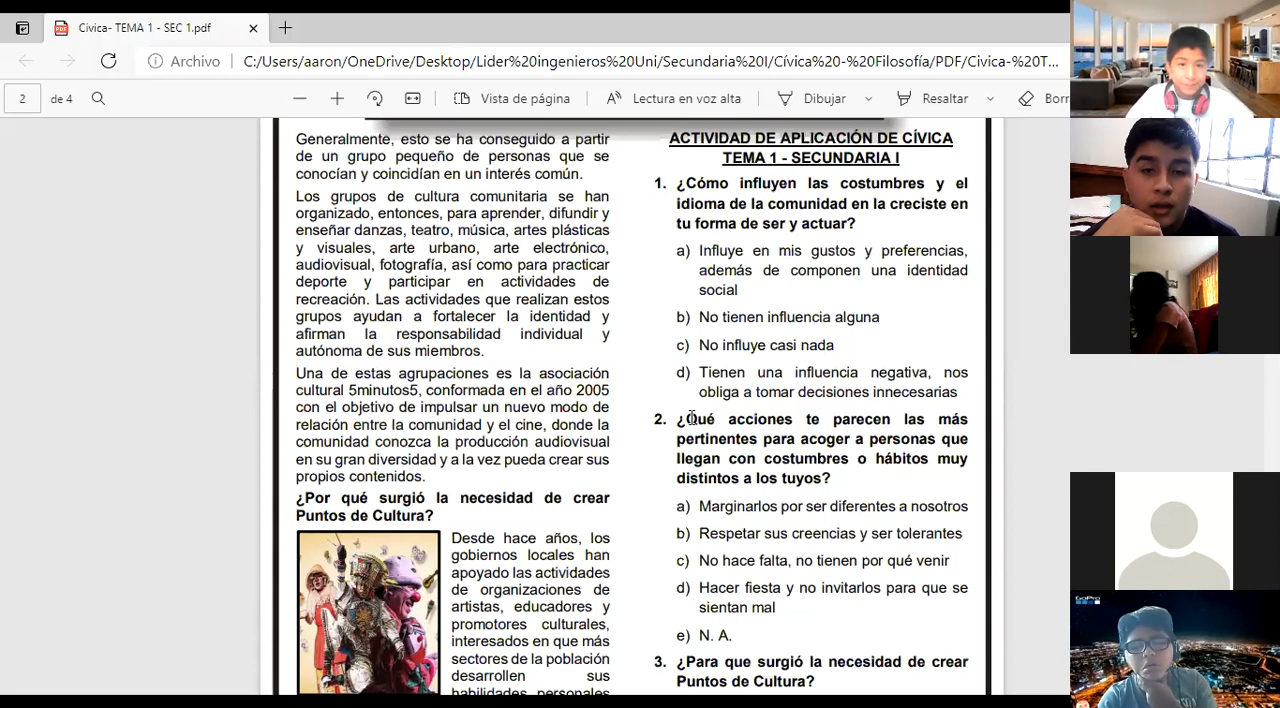 Civica- TEMA 1 - SEC 1.pdf
Archivo
C:/Users/aaron/OneDrive/Desktop/Lider%20ingenieros%20Uni/Secundaria%20I/Cívica%20-%20Filosofía/PDF/Civica-%20T...
2
de 4
Vista de página
Lectura en voz alta
Dibujar
Resaltar
Borr
Generalmente, esto se ha conseguido a partir
de un grupo pequeño de personas que se
conocían y coincidían en un interés común.
Los grupos de cultura comunitaria se han
organizado, entonces, para aprender, difundir y
enseñar danzas, teatro, música, artes plásticas
y visuales, arte urbano, arte electrónico,
audiovisual, fotografía, así como para practicar
deporte y participar en actividades de
recreación. Las actividades que realizan estos
grupos ayudan a fortalecer la identidad y
afirman la responsabilidad individual y
autónoma de sus miembros.
Una de estas agrupaciones es la asociación
cultural 5minutos5, conformada en el año 2005
con el objetivo de impulsar un nuevo modo de
relación entre la comunidad y el cine, donde la
comunidad conozca la producción audiovisual
en su gran diversidad y a la vez pueda crear sus
propios contenidos.
¿Por qué surgió la necesidad de crear
Puntos de Cultura?
Desde hace años, los
gobiernos locales han
apoyado las actividades
de organizaciones de
artistas, educadores y
promotores culturales,
interesados en que más
sectores de la población
desarrollen sus
habilidades personales
ACTIVIDAD DE APLICACIÓN DE CÍVICA
TEMA 1 - SECUNDARIA I
1. ¿Cómo influyen las costumbres y el
idioma de la comunidad en la creciste en
tu forma de ser y actuar?
a) Influye en mis gustos y preferencias,
además de componen una identidad
social
b) No tienen influencia alguna
c) No influye casi nada
d) Tienen una influencia negativa, nos
obliga a tomar decisiones innecesarias
2. ¿Qué acciones te parecen las más
pertinentes para acoger a personas que
llegan con costumbres o hábitos muy
distintos a los tuyos?
a) Marginarlos por ser diferentes a nosotros
b) Respetar sus creencias y ser tolerantes
c) No hace falta, no tienen por qué venir
d) Hacer fiesta y no invitarlos para que se
sientan mal
e) N. A.
3. ¿Para que surgió la necesidad de crear
Puntos de Cultura?
GoPro